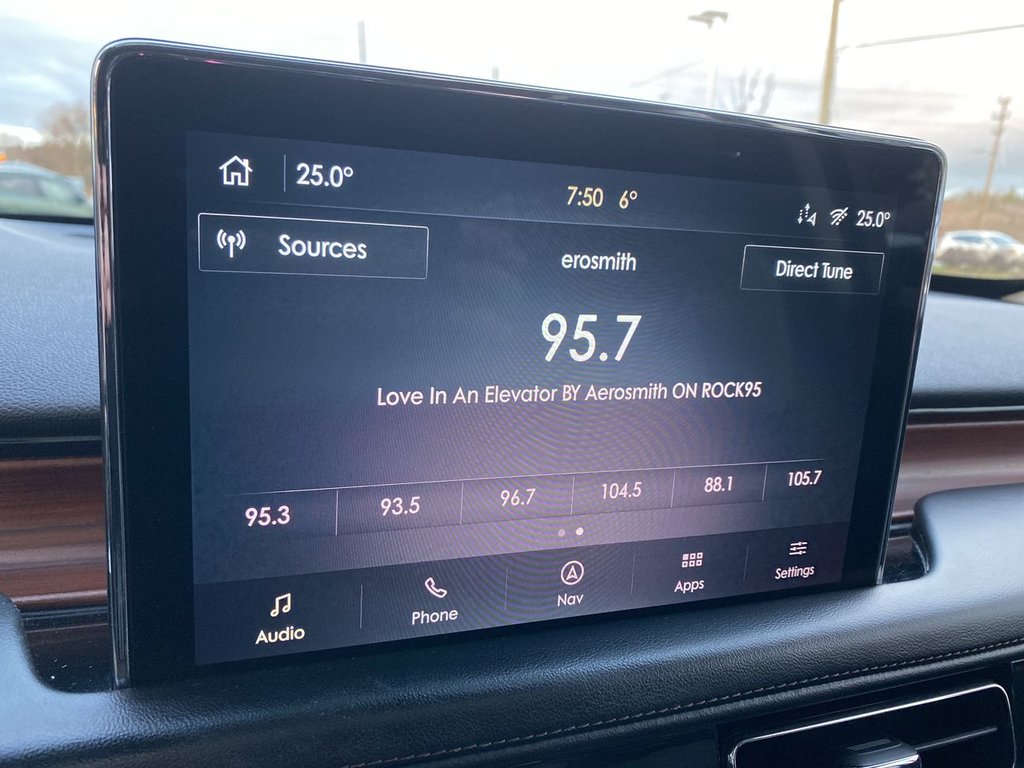 25.0°
7:50 6°
25.0°
Sources
erosmith
Direct Tune
95.7
Love In An Elevator BY Aerosmith ON ROCK95
95.3 93.5 96.7 104.5 88.1 105.7
Audio Phone Nav Apps Settings